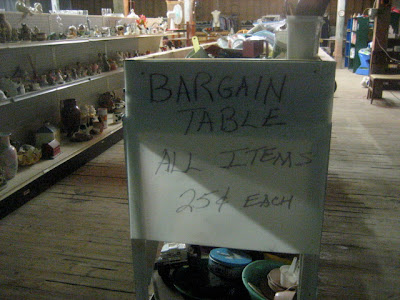 BARGAIN
TABLE
ALL ITEMS
25¢ EACH